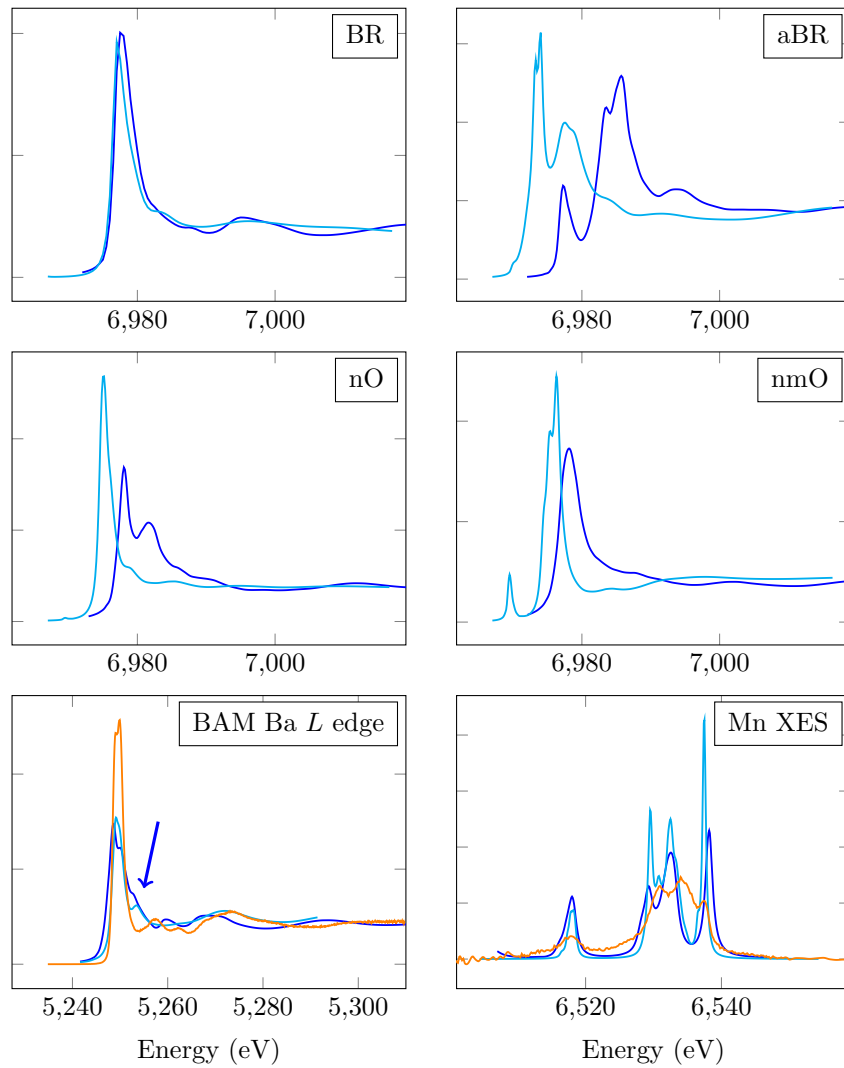 BR
aBR
6,980 7,000
6,980 7,000
nO
nmO
6,980 7,000
6,980 7,000
BAM Ba L edge
Mn XES
5,240 5,260 5,280 5,300
6,520 6,540
Energy (eV)
Energy (eV)